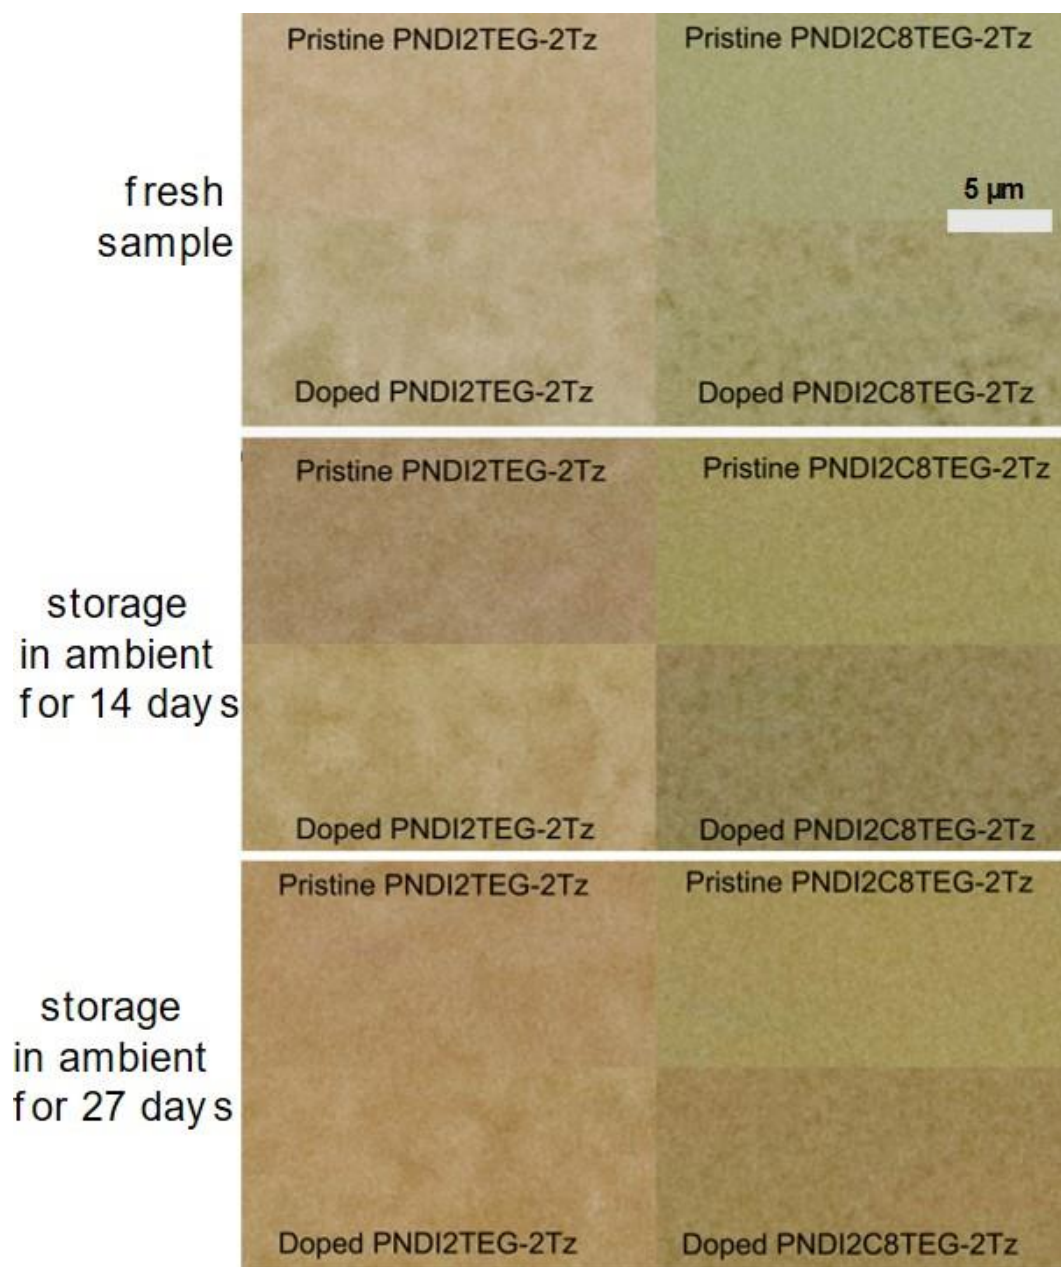 Pristine PNDI2TEG-2Tz
Pristine PNDI2C8TEG-2Tz
fresh
sample
5 µm
Doped PNDI2TEG-2Tz
Doped PNDI2C8TEG-2Tz
Pristine PNDI2TEG-2Tz
Pristine PNDI2C8TEG-2Tz
storage
in ambient
for 14 days
Doped PNDI2TEG-2Tz
Doped PNDI2C8TEG-2Tz
Pristine PNDI2TEG-2Tz
Pristine PNDI2C8TEG-2Tz
storage
in ambient
for 27 days
Doped PNDI2TEG-2Tz
Doped PNDI2C8TEG-2Tz